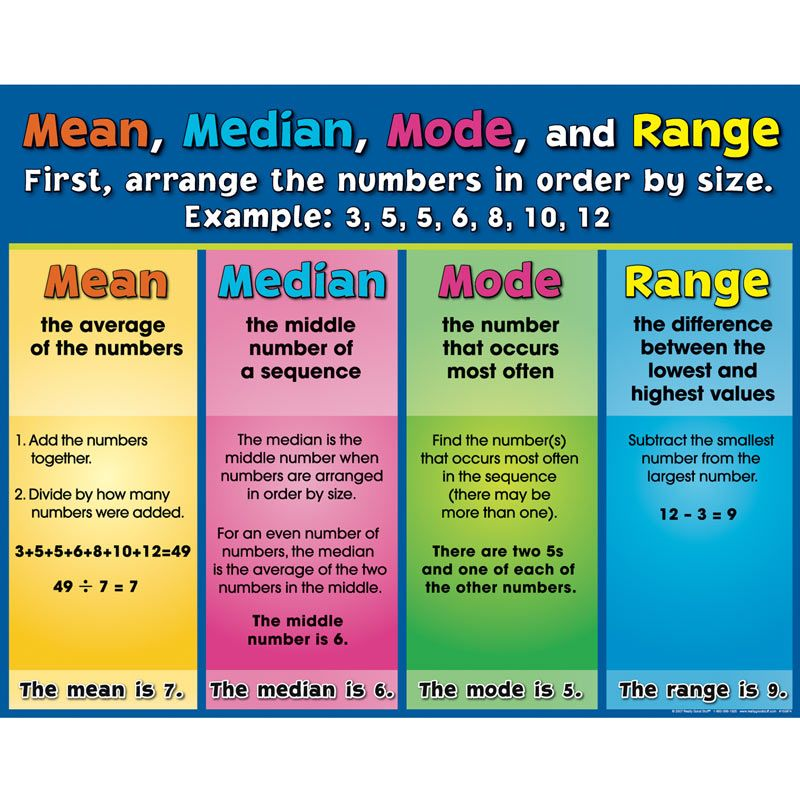 Mean, Median, Mode, and Range
First, arrange the numbers in order by size.
Example: 3, 5, 5, 6, 8, 10, 12
Mean
the average
of the numbers
1. Add the numbers
together.
2. Divide by how many
numbers were added.
3+5+5+6+8+10+12=49
49 ÷ 7 = 7
The mean is 7.
Median
the middle
number of
a sequence
The median is the
middle number when
numbers are arranged
in order by size.
For an even number of
numbers, the median
is the average of the two
numbers in the middle.
The middle
number is 6.
The median is 6.
Mode
the number
that occurs
most often
Find the number(s)
that occurs most often
in the sequence
(there may be
more than one).
There are two 5s
and one of each of
the other numbers.
The mode is 5.
Range
the difference
between the
lowest and
highest values
Subtract the smallest
number from the
largest number.
12 - 3 = 9
The range is 9.